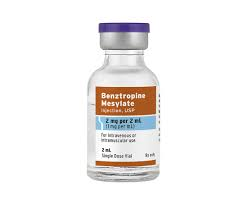 Benztropine
Mesylate
Injection, USP
2 mg per 2 mL
(1 mg per mL)
For intravenous or
intramuscular use
2 mL
Single Dose Vial
Rx only